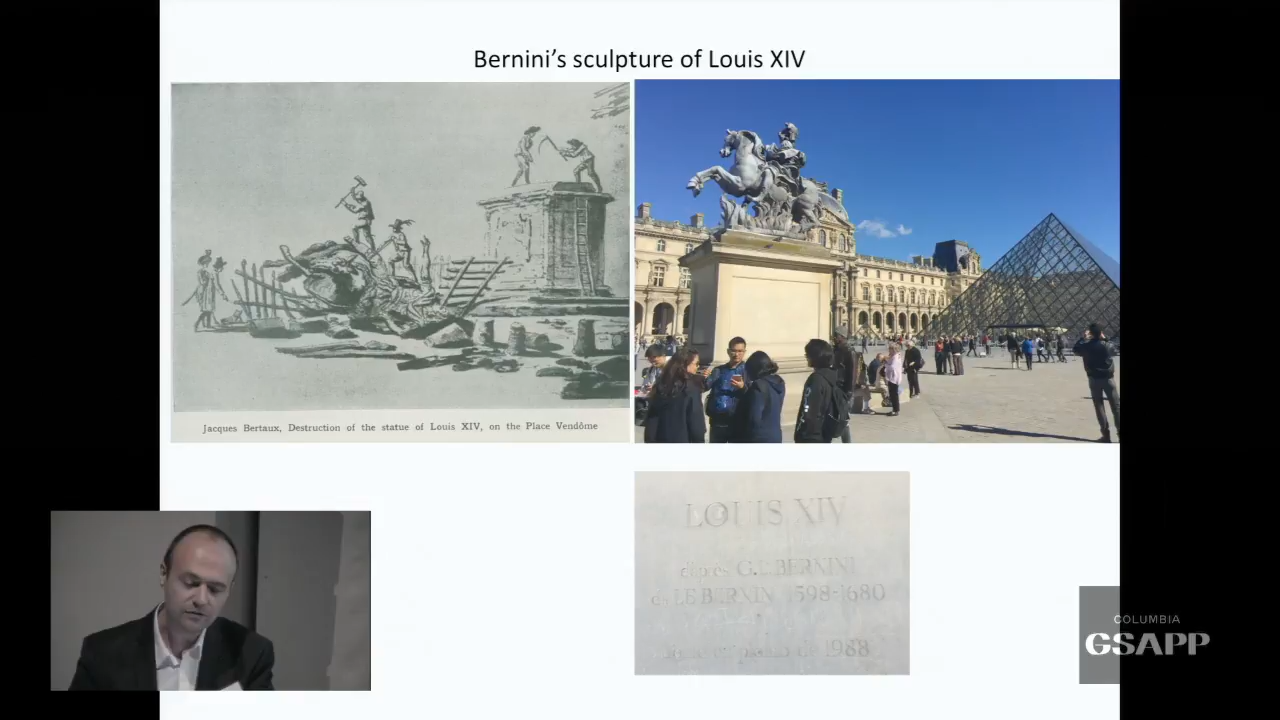 Bernini’s sculpture of Louis XIV
Jacques Bertaux, Destruction of the statue of Louis XIV, on the Place Vendôme
LOUIS XIV
d'après G.L. BERNINI
dit LE BERNIN 1598-1680
1988
COLUMBIA
GSAPP